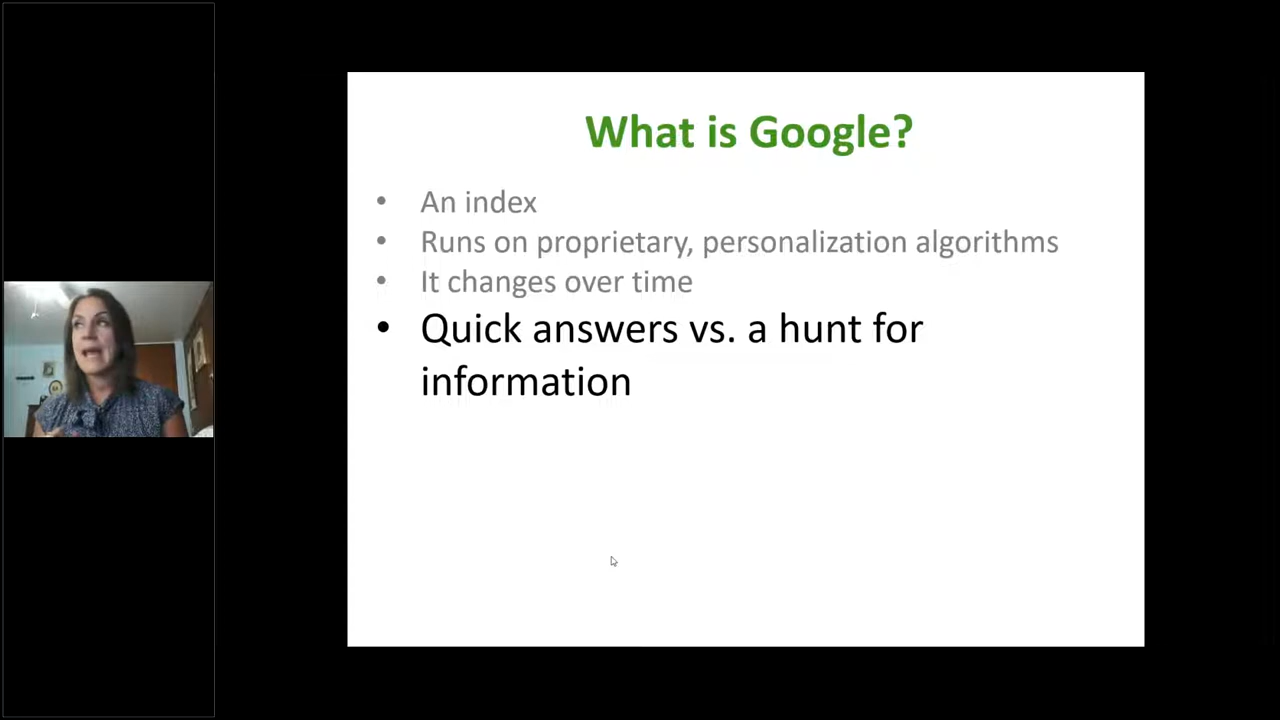 What is Google?
• An index
• Runs on proprietary, personalization algorithms
• It changes over time
• Quick answers vs. a hunt for
information